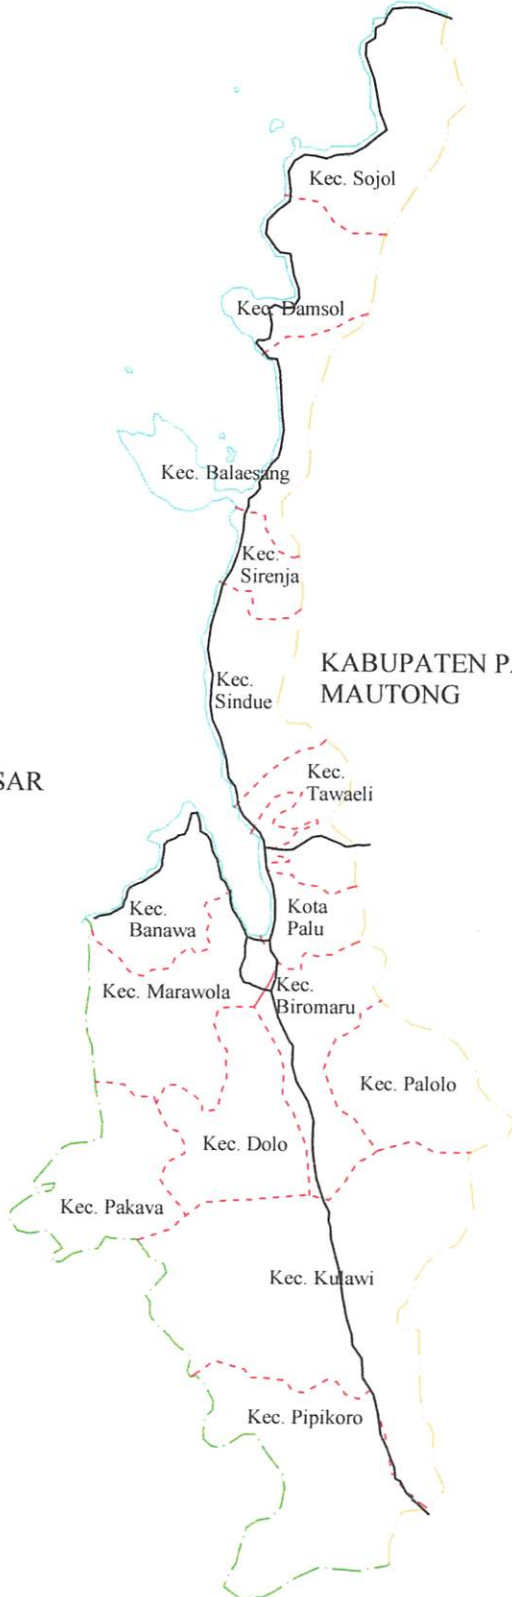 Kec. Sojol
Kec. Damsol
Kec. Balaesang
Kec.
Sirenja
KABUPATEN PA
MAUTONG
Kec.
Sindue
Kec.
Tawaeli
SAR
Kec.
Banawa
Kota
Palu
Kec. Marawola
Kec.
Biromaru
Kec. Palolo
Kec. Dolo
Kec. Pakava
Kec. Kulawi
Kec. Pipikoro